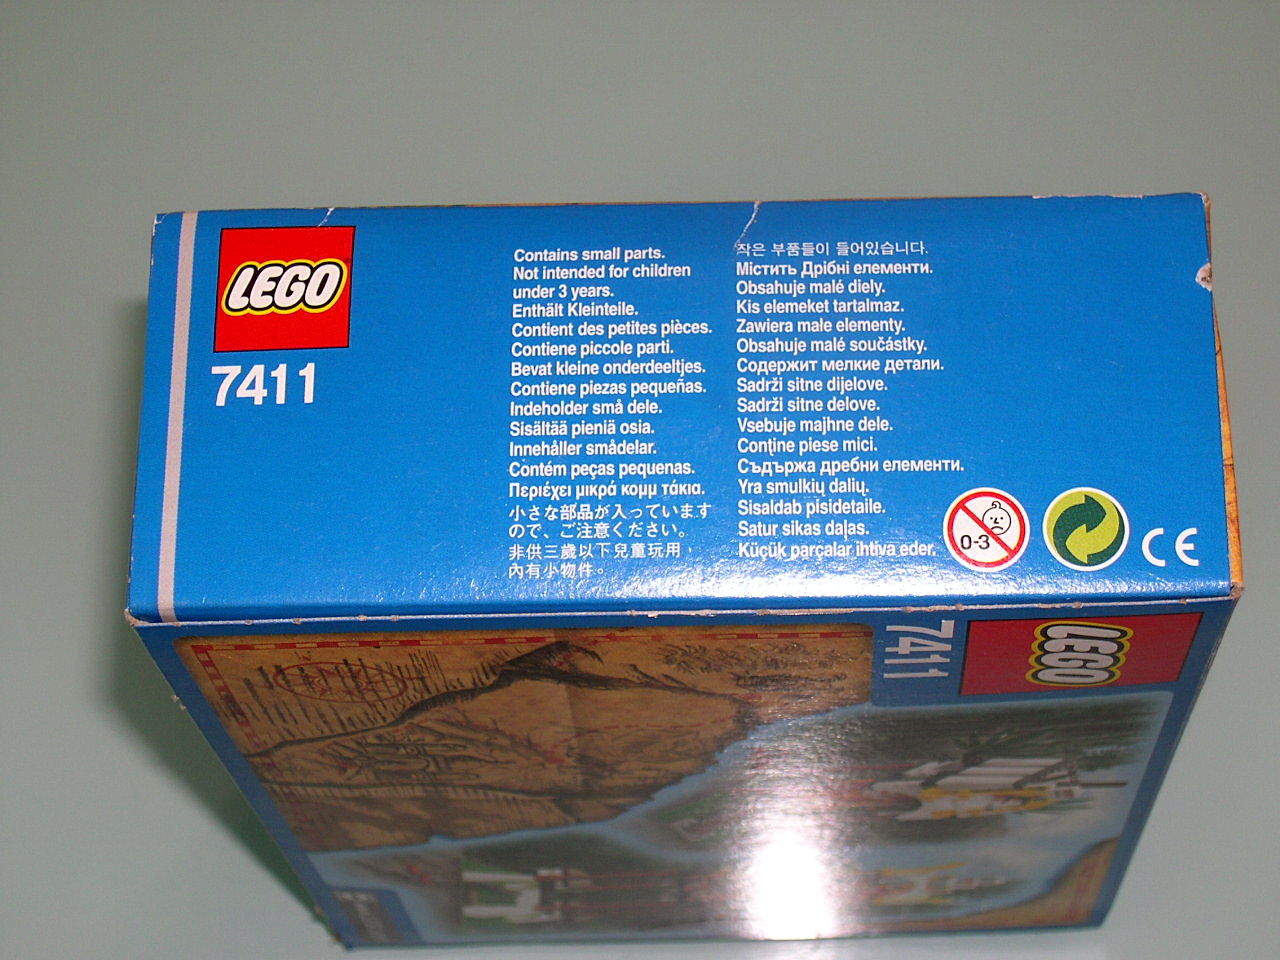 LEGO
7411
Contains small parts.
Not intended for children
under 3 years.
Enthält Kleinteile.
Contient des petites pièces.
Contiene piccole parti.
Bevat kleine onderdeeltjes.
Contiene piezas pequeñas.
Indeholder små dele.
Sisältää pieniä osia.
Innehåller smådelar.
Contém peças pequenas.
Περιέχει μικρά κομμ τάκια.
小さな部品が入っています
ので、ご注意ください。
非供三歲以下兒童玩用，
內有小物件。
작은 부품들이 들어있습니다.
Містить Дрібні елементи.
Obsahuje malé diely.
Kis elemeket tartalmaz.
Zawiera małe elementy.
Obsahuje malé součástky.
Содержит мелкие детали.
Sadrži sitne dijelove.
Sadrži sitne delove.
Vsebuje majhne dele.
Conţine piese mici.
Съдържа дребни елементи.
Yra smulkių dalių.
Sisaldab pisidetaile.
Satur sikas daļas.
Küçük parçalar ihtiva eder.
0-3
CE
7411
LEGO